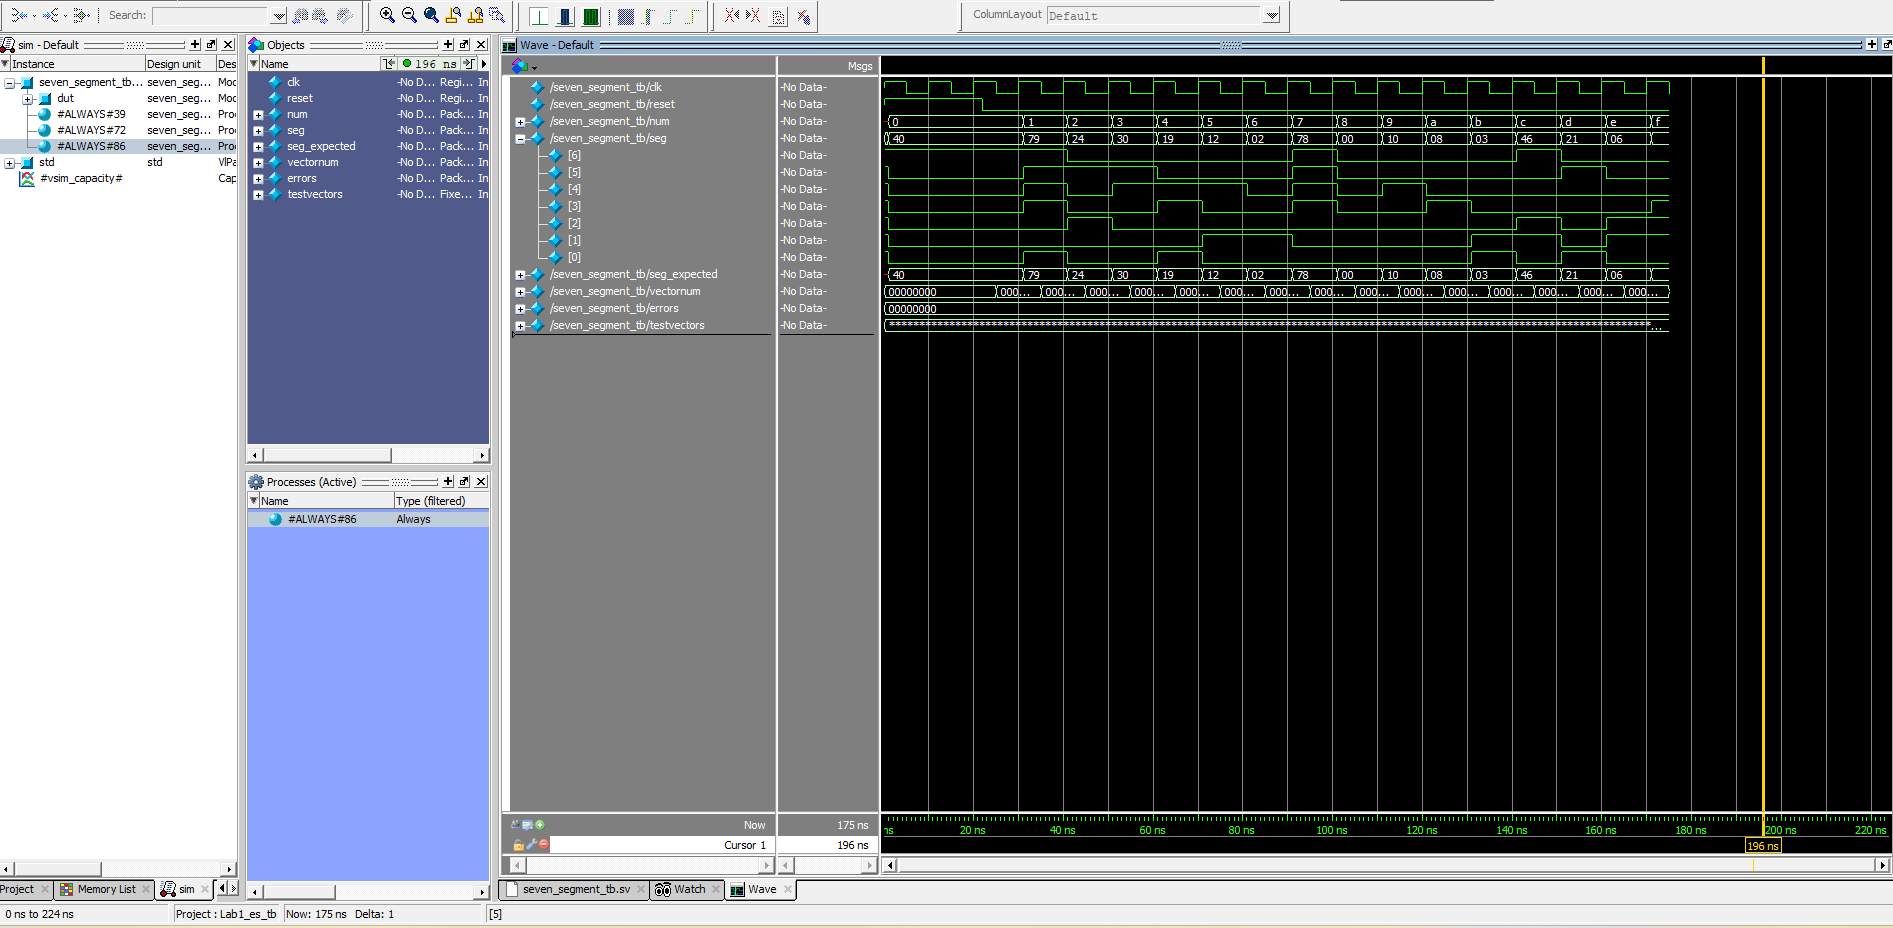 Search:
ColumnLayout Default
sim - Default
Instance Design unit Des
seven_segment_tb... seven_seg... Moc
dut seven_seg... Moc
#ALWAYS#39 seven_seg... Proc
#ALWAYS#72 seven_seg... Proc
#ALWAYS#86 seven_seg... Proc
std std VIPa
#vsim_capacity# Cap
Project Memory List sim
Objects
Name 196 ns
clk -No D... Regi... In
reset -No D... Regi... In
num -No D... Pack... In
seg -No D... Pack... In
seg_expected -No D... Pack... In
vectornum -No D... Pack... In
errors -No D... Pack... In
testvectors -No D... Fixe... In
Processes (Active)
Name Type (filtered)
#ALWAYS#86 Always
Wave - Default
Msgs
/seven_segment_tb/clk -No Data-
/seven_segment_tb/reset -No Data-
/seven_segment_tb/num -No Data- 0 1 2 3 4 5 6 7 8 9 a b c d e f
/seven_segment_tb/seg -No Data- 40 79 24 30 19 12 02 78 00 10 08 03 46 21 06
[6] -No Data-
[5] -No Data-
[4] -No Data-
[3] -No Data-
[2] -No Data-
[1] -No Data-
[0] -No Data-
/seven_segment_tb/seg_expected -No Data- 40 79 24 30 19 12 02 78 00 10 08 03 46 21 06
/seven_segment_tb/vectornum -No Data- 00000000 000... 000... 000... 000... 000... 000... 000... 000... 000... 000... 000... 000... 000... 000... 000...
/seven_segment_tb/errors -No Data- 00000000
/seven_segment_tb/testvectors -No Data-
Now 175 ns
ns 20 ns 40 ns 60 ns 80 ns 100 ns 120 ns 140 ns 160 ns 180 ns 200 ns 220 ns
Cursor 1 196 ns
196 ns
seven_segment_tb.sv Watch Wave
0 ns to 224 ns Project : Lab1_es_tb Now: 175 ns Delta: 1 [5]